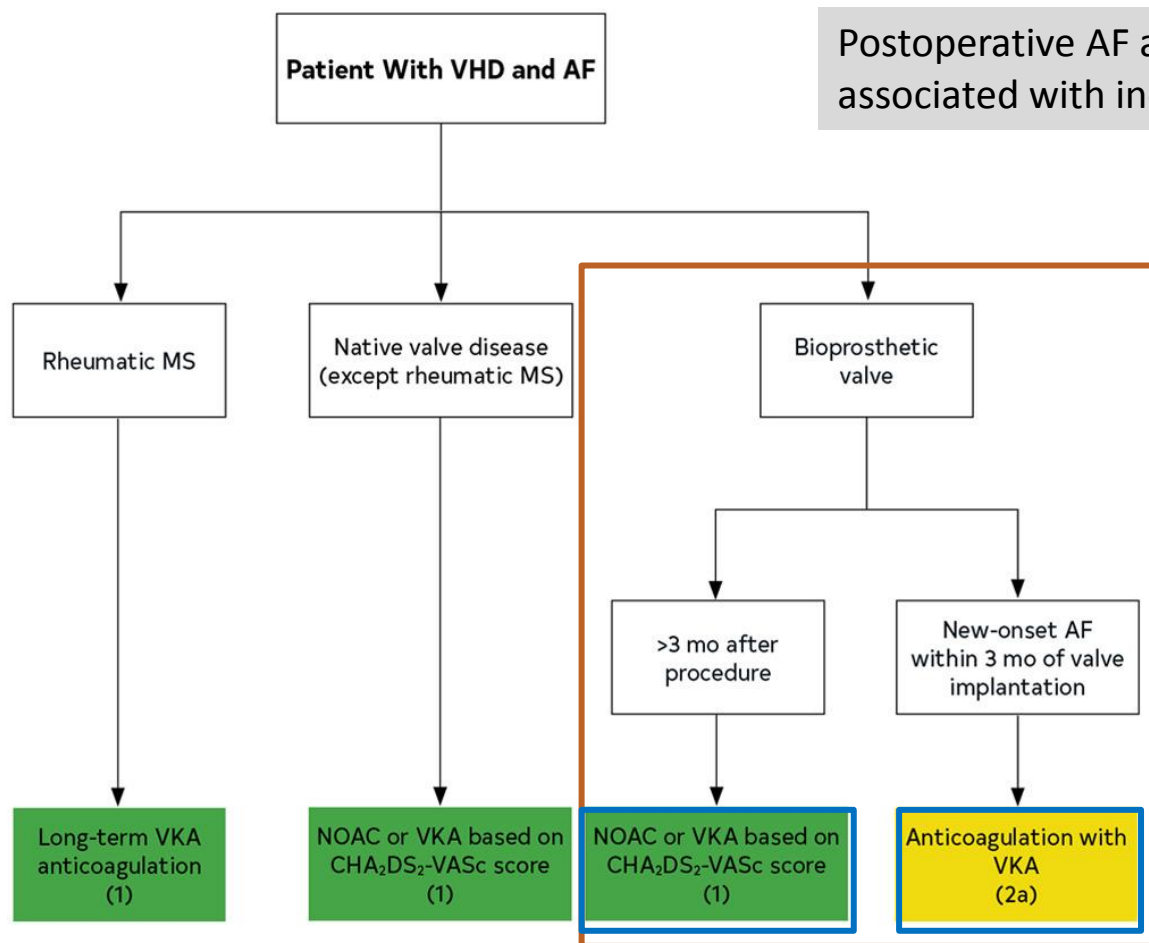 Patient With VHD and AF
Postoperative AF
associated with
Rheumatic MS
Native valve disease
(except rheumatic MS)
Bioprosthetic
valve
>3 mo after
procedure
New-onset AF
within 3 mo of valve
implantation
Long-term VKA
anticoagulation
(1)
NOAC or VKA based on
CHA₂DS₂-VASc score
(1)
NOAC or VKA based on
CHA₂DS₂-VASc score
(1)
Anticoagulation with
VKA
(2a)